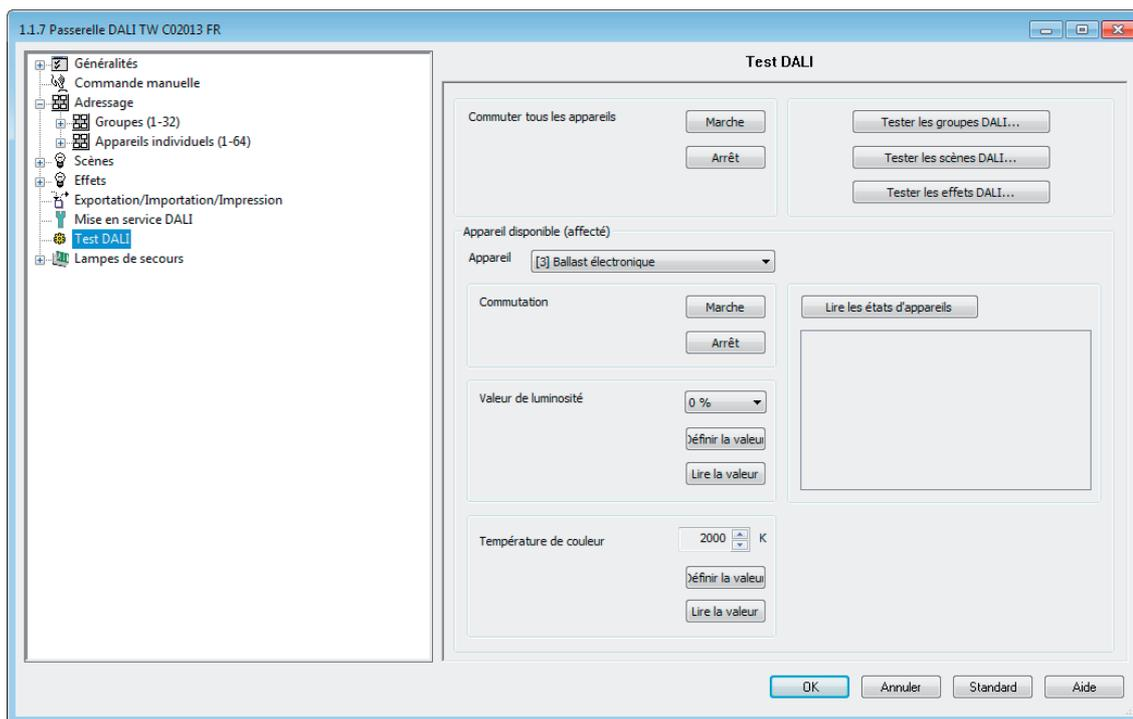 1.1.7 Passerelle DALI TW C02013 FR
Généralités
Commande manuelle
Adressage
Groupes (1-32)
Appareils individuels (1-64)
Scènes
Effets
Exportation/Importation/Impression
Mise en service DALI
Test DALI
Lampes de secours
Test DALI
Commuter tous les appareils
Marche
Arrêt
Tester les groupes DALI...
Tester les scènes DALI...
Tester les effets DALI...
Appareil disponible (affecté)
Appareil
[3] Ballast électronique
Commutation
Marche
Arrêt
Lire les états d'appareils
Valeur de luminosité
0 %
Définir la valeur
Lire la valeur
Température de couleur
2000 K
Définir la valeur
Lire la valeur
OK
Annuler
Standard
Aide